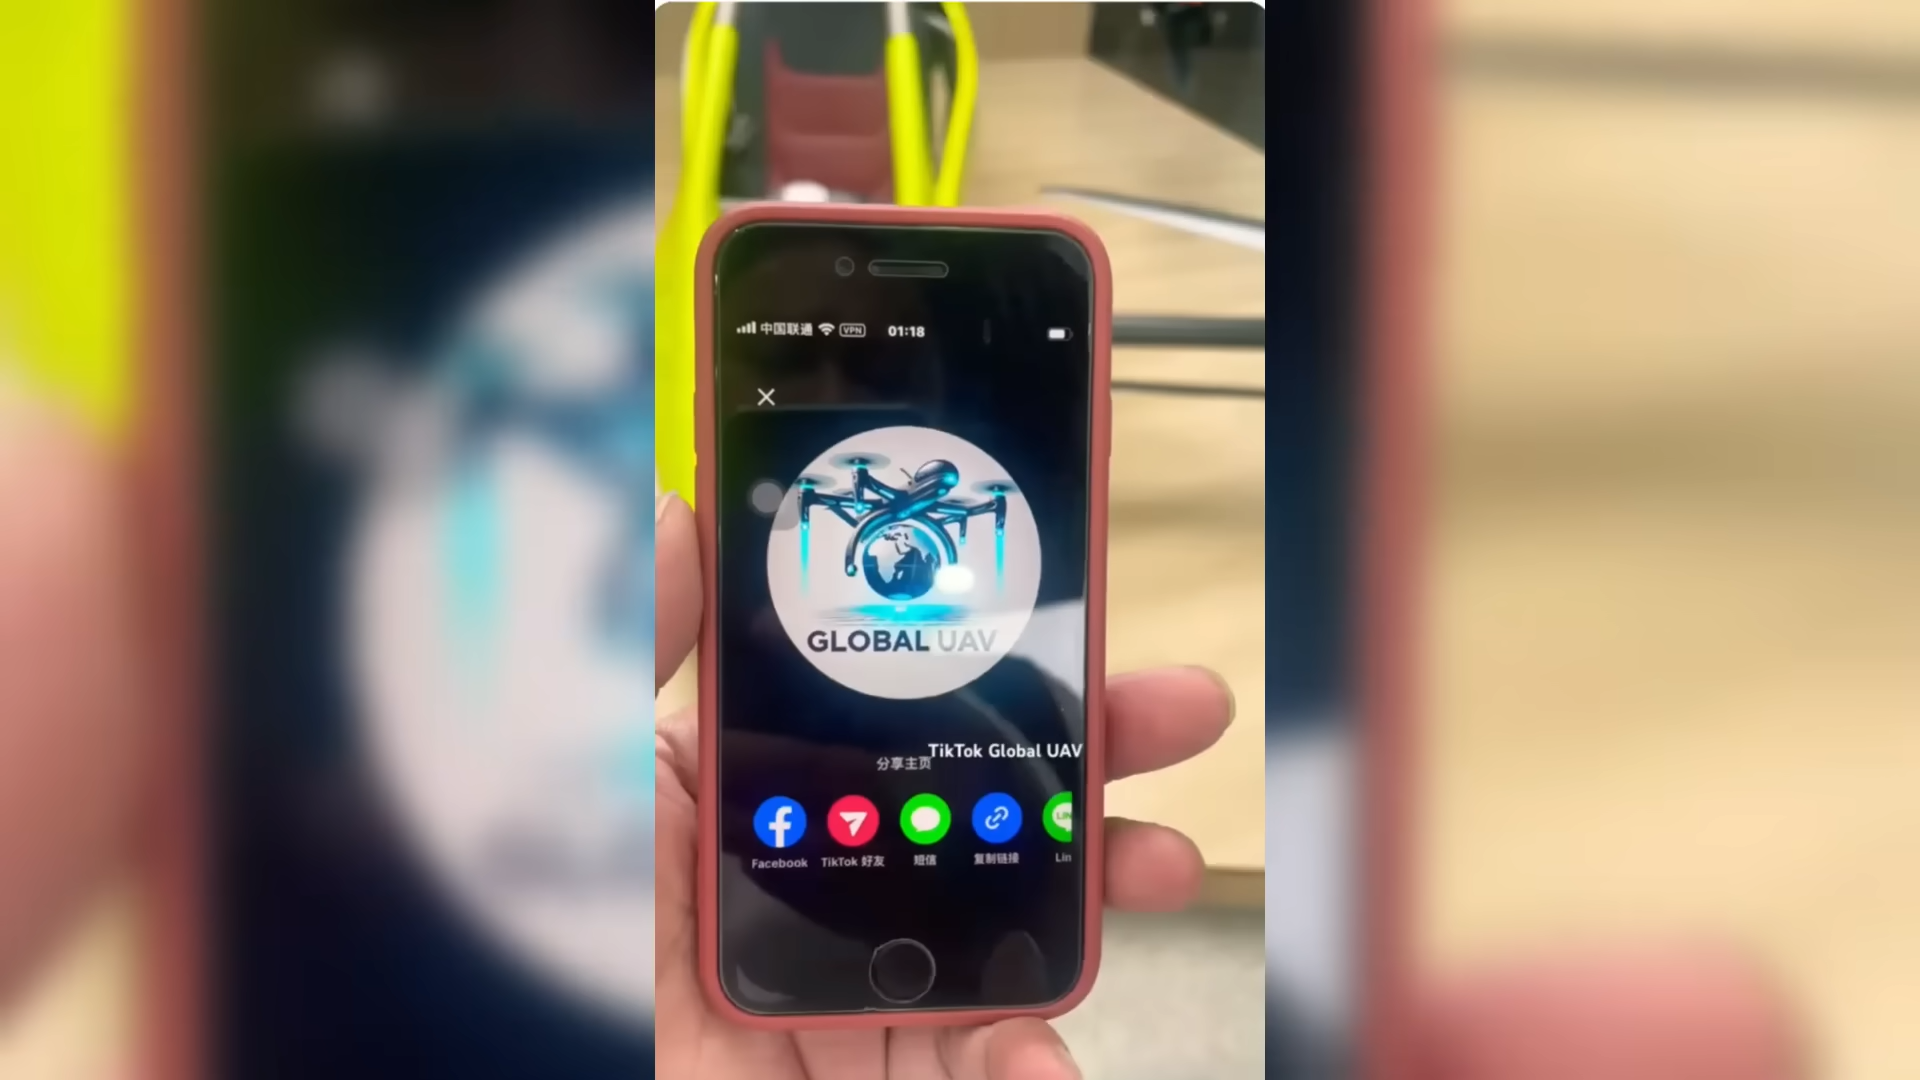 中国联通 VPN 01:18
GLOBAL UAV
TikTok Global UAV
分享主页
Facebook
TikTok 好友
短信
复制链接
LIN
Lin